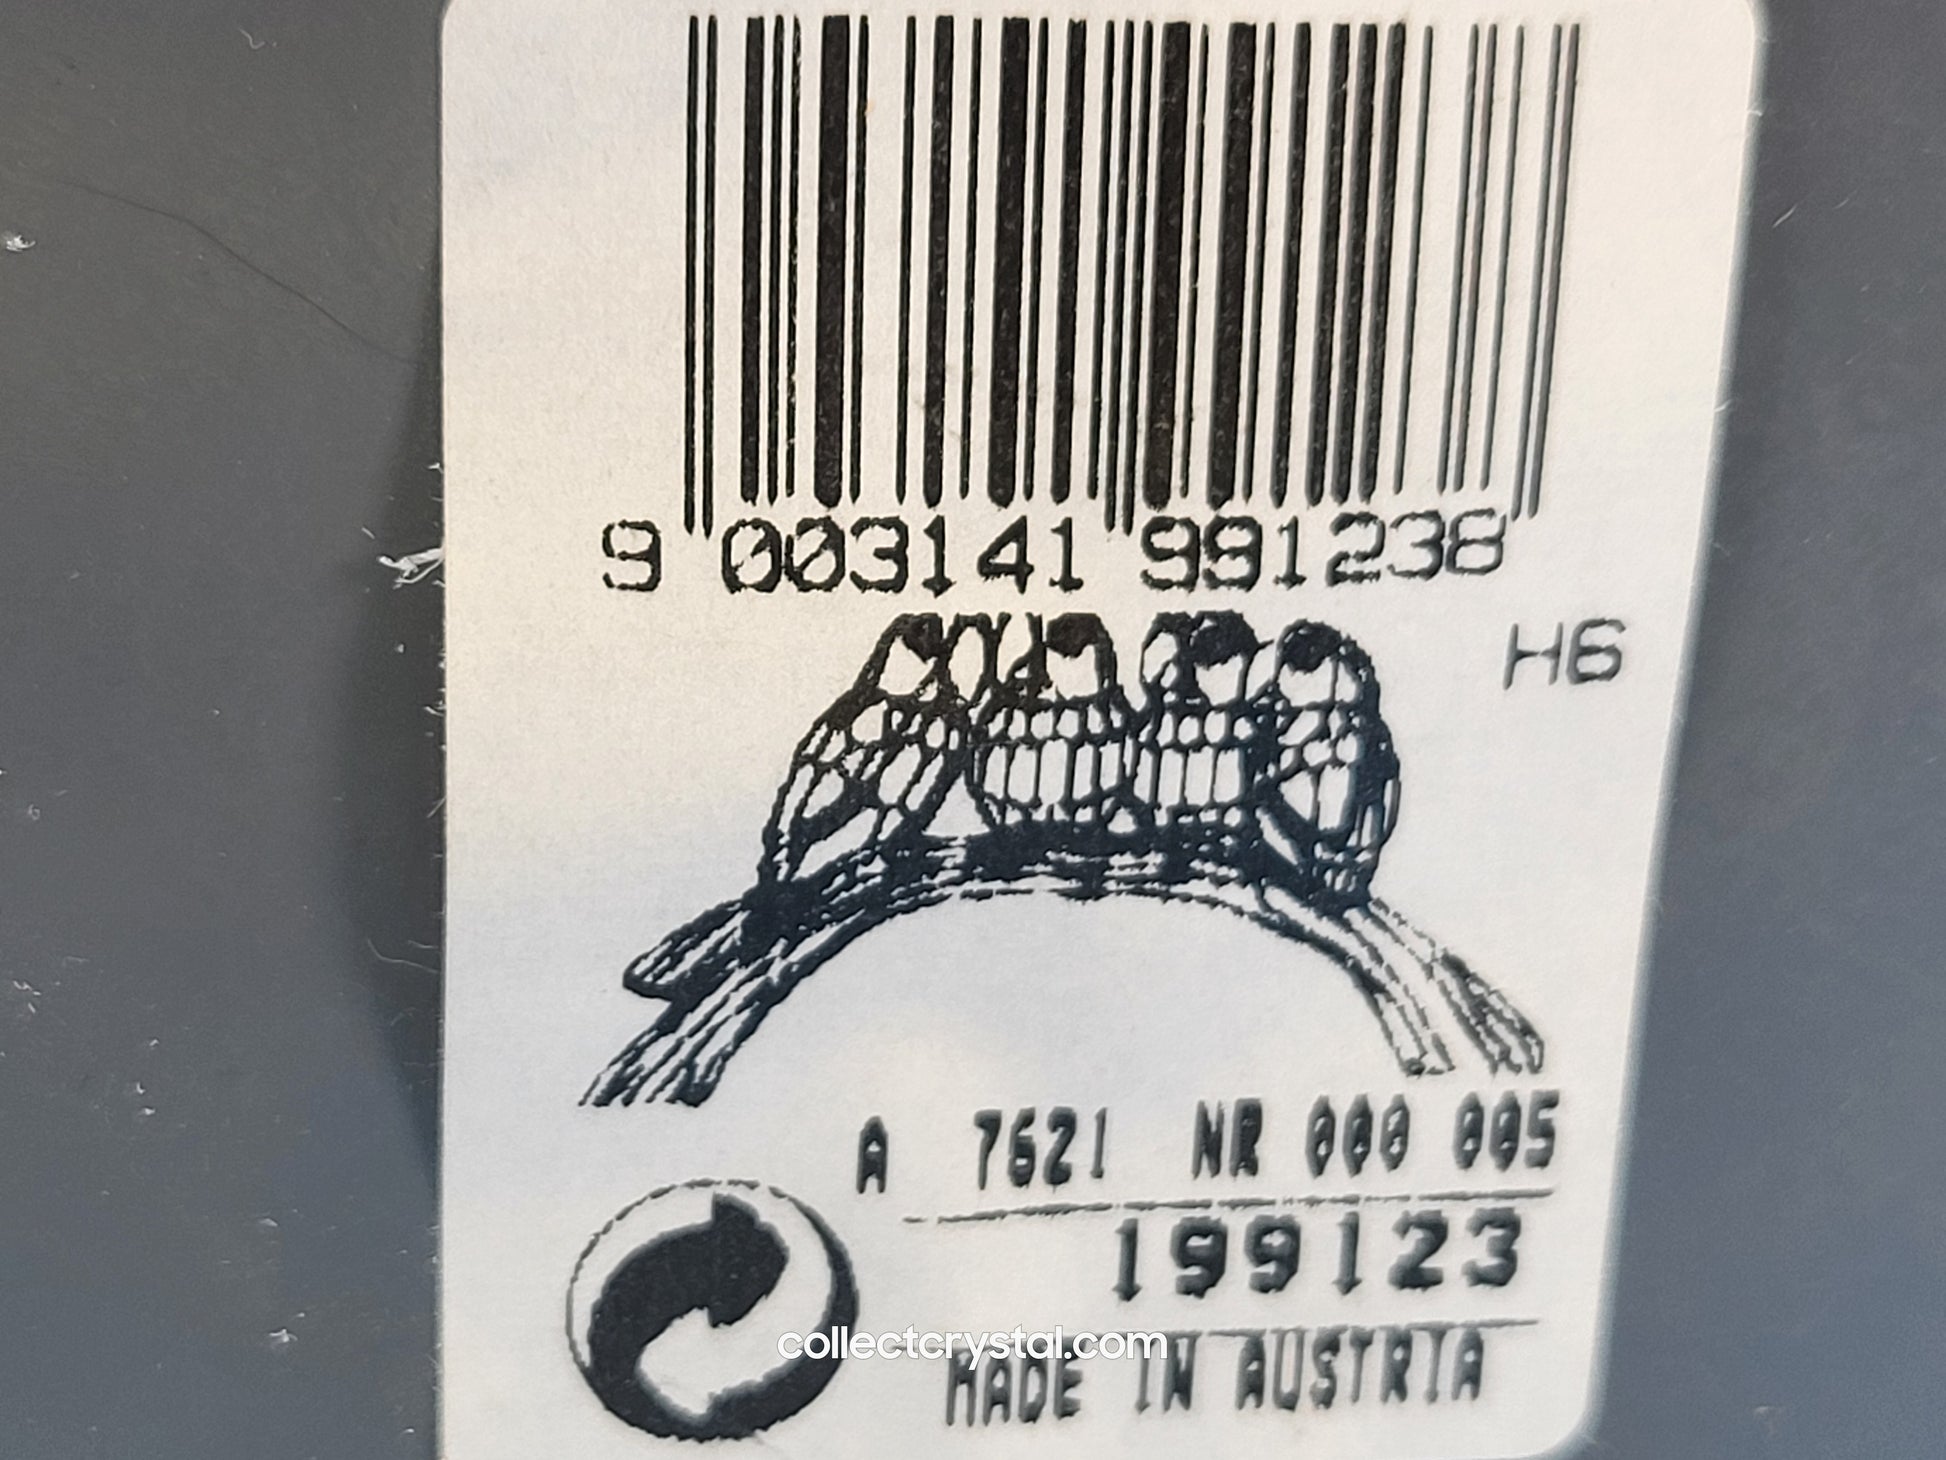 9 003141 991238
H6
A 7621 NR 000 005
199123
collectcrystal.com
MADE IN AUSTRIA